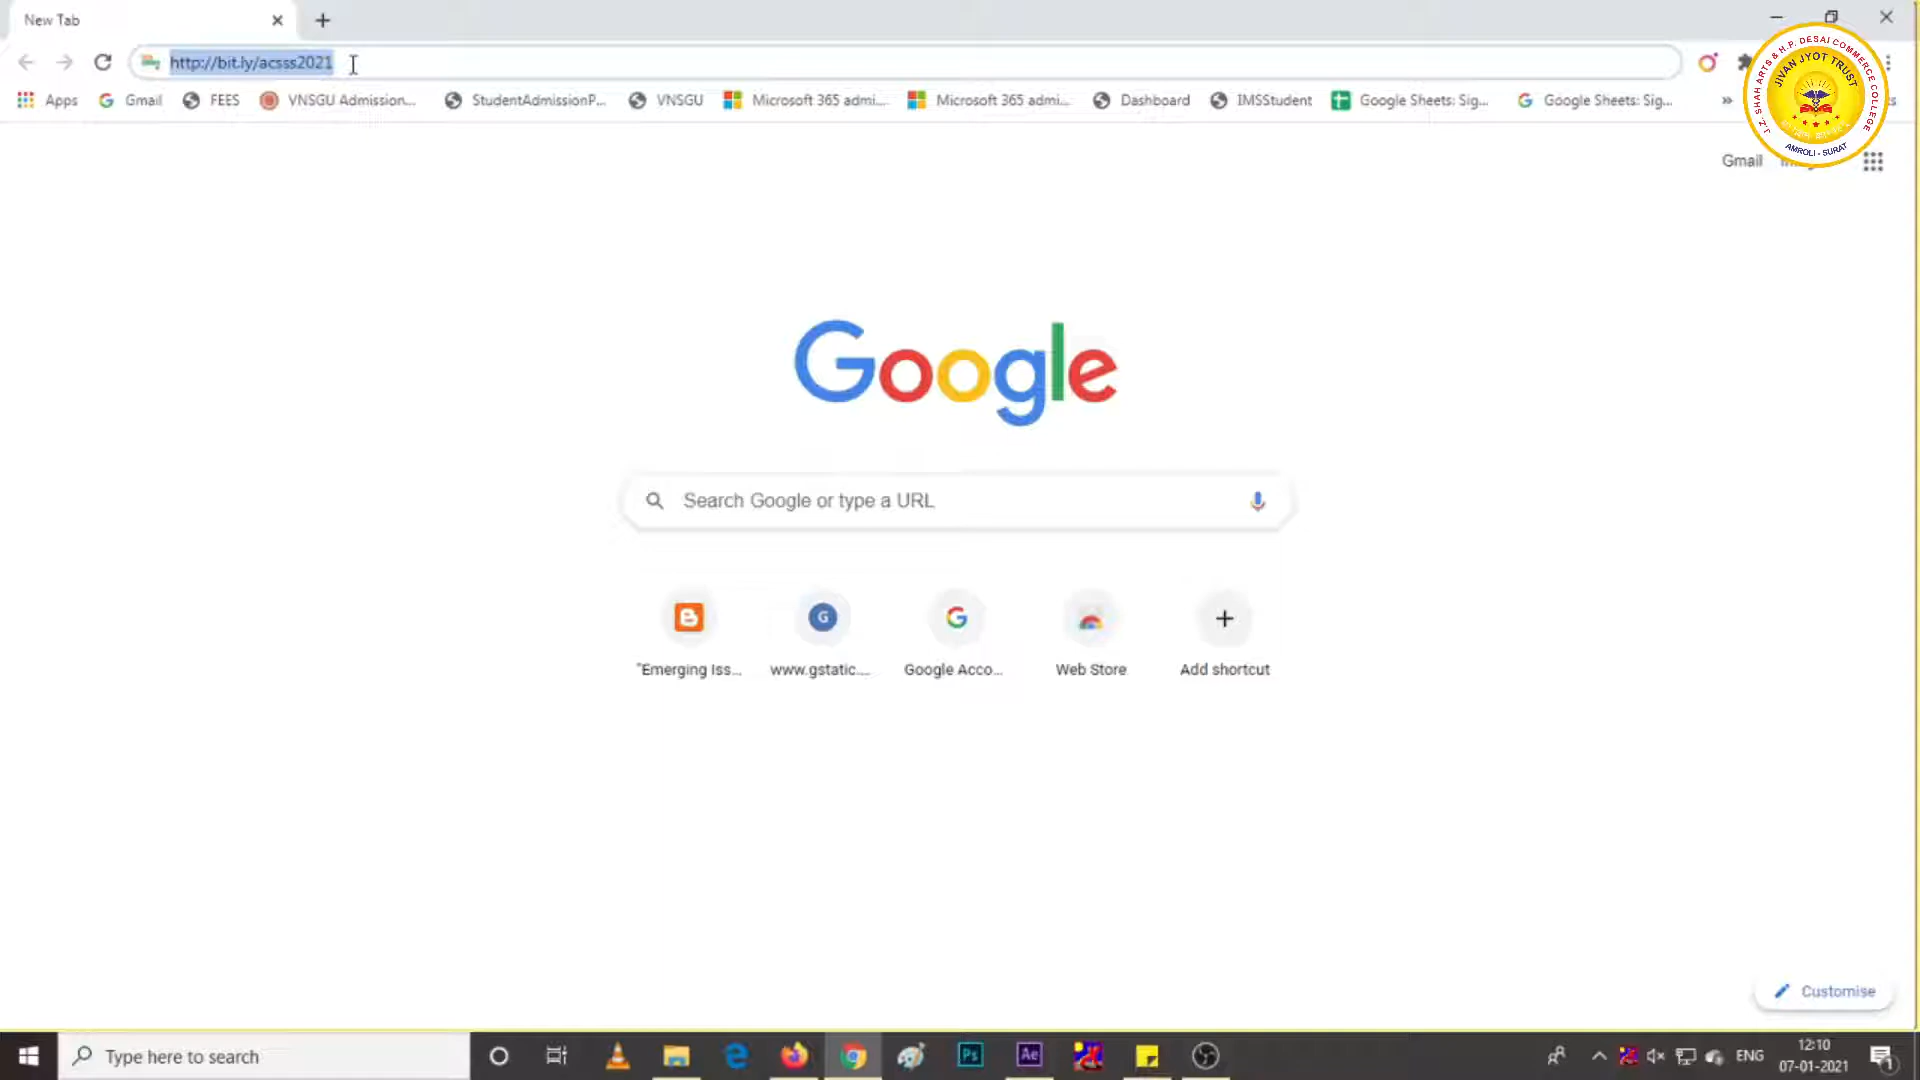 New Tab
http://bit.ly/acsss2021
Apps
Gmail
FEES
VNSGU Admission...
StudentAdmissionP...
VNSGU
Microsoft 365 admi...
Microsoft 365 admi...
Dashboard
IMSStudent
Google Sheets: Sig...
Google Sheets: Sig...
J.Z. SHAH ARTS & H.P. DESAI COMMERCE COLLEGE
JIVAN JYOT TRUST
AMROLI - SURAT
Gmail
Google
Search Google or type a URL
G
"Emerging Iss...
www.gstatic....
Google Acco...
Web Store
Add shortcut
Customise
Type here to search
Ps
Ae
ENG
12:10
07-01-2021
1